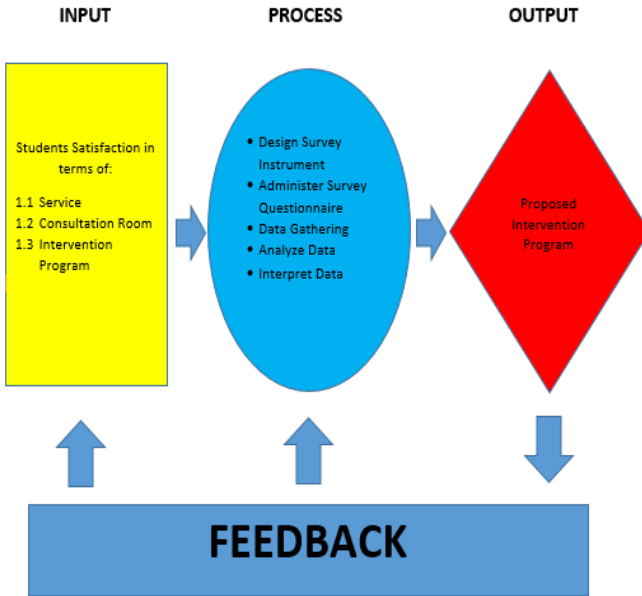 INPUT
PROCESS
OUTPUT
Students Satisfaction in
terms of:
1.1 Service
1.2 Consultation Room
1.3 Intervention
Program
• Design Survey
Instrument
• Administer Survey
Questionnaire
• Data Gathering
• Analyze Data
• Interpret Data
Proposed
Intervention
Program
FEEDBACK